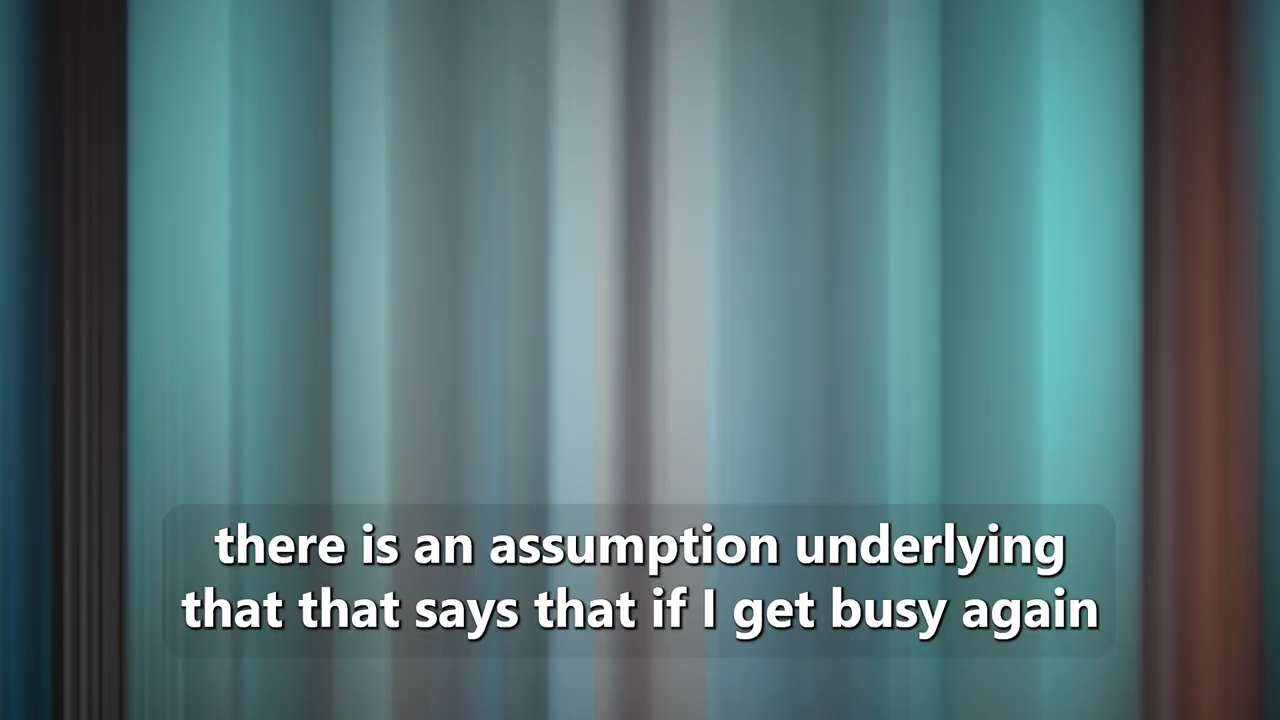 there is an assumption underlying
that that says that if I get busy again